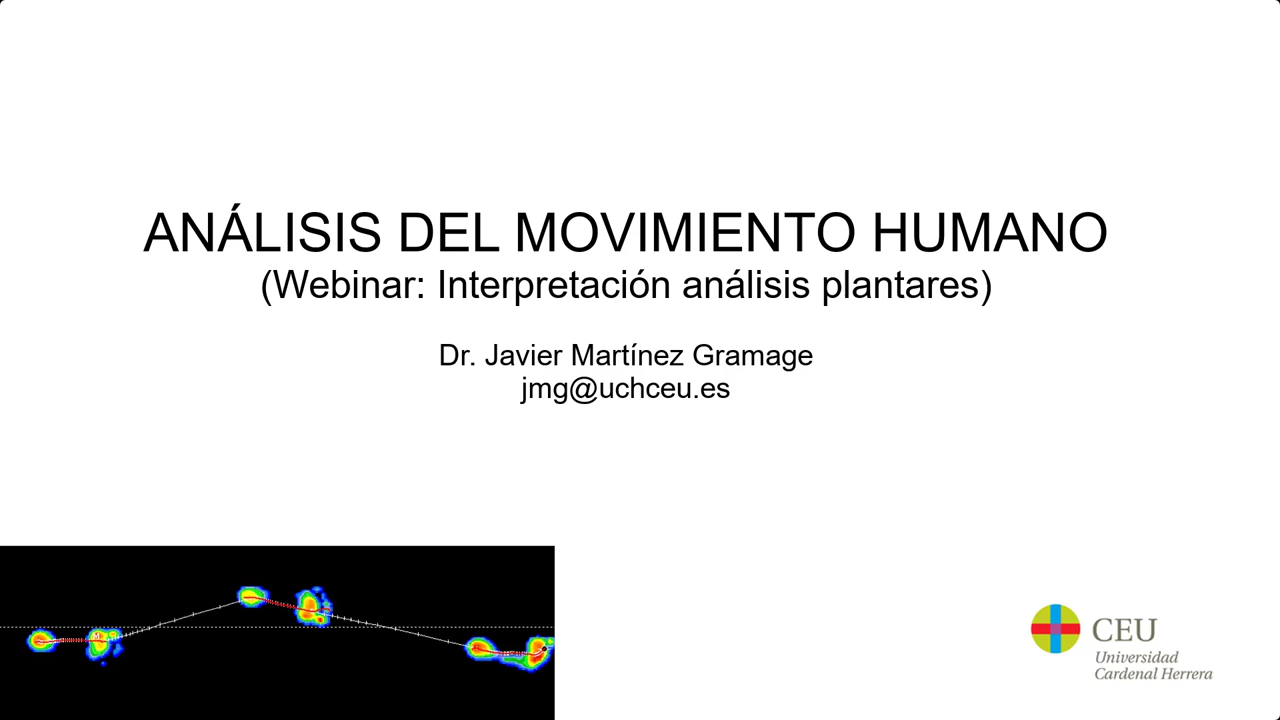 ANÁLISIS DEL MOVIMIENTO HUMANO
(Webinar: Interpretación análisis plantares)
Dr. Javier Martínez Gramage
jmg@uchceu.es
CEU
Universidad
Cardenal Herrera